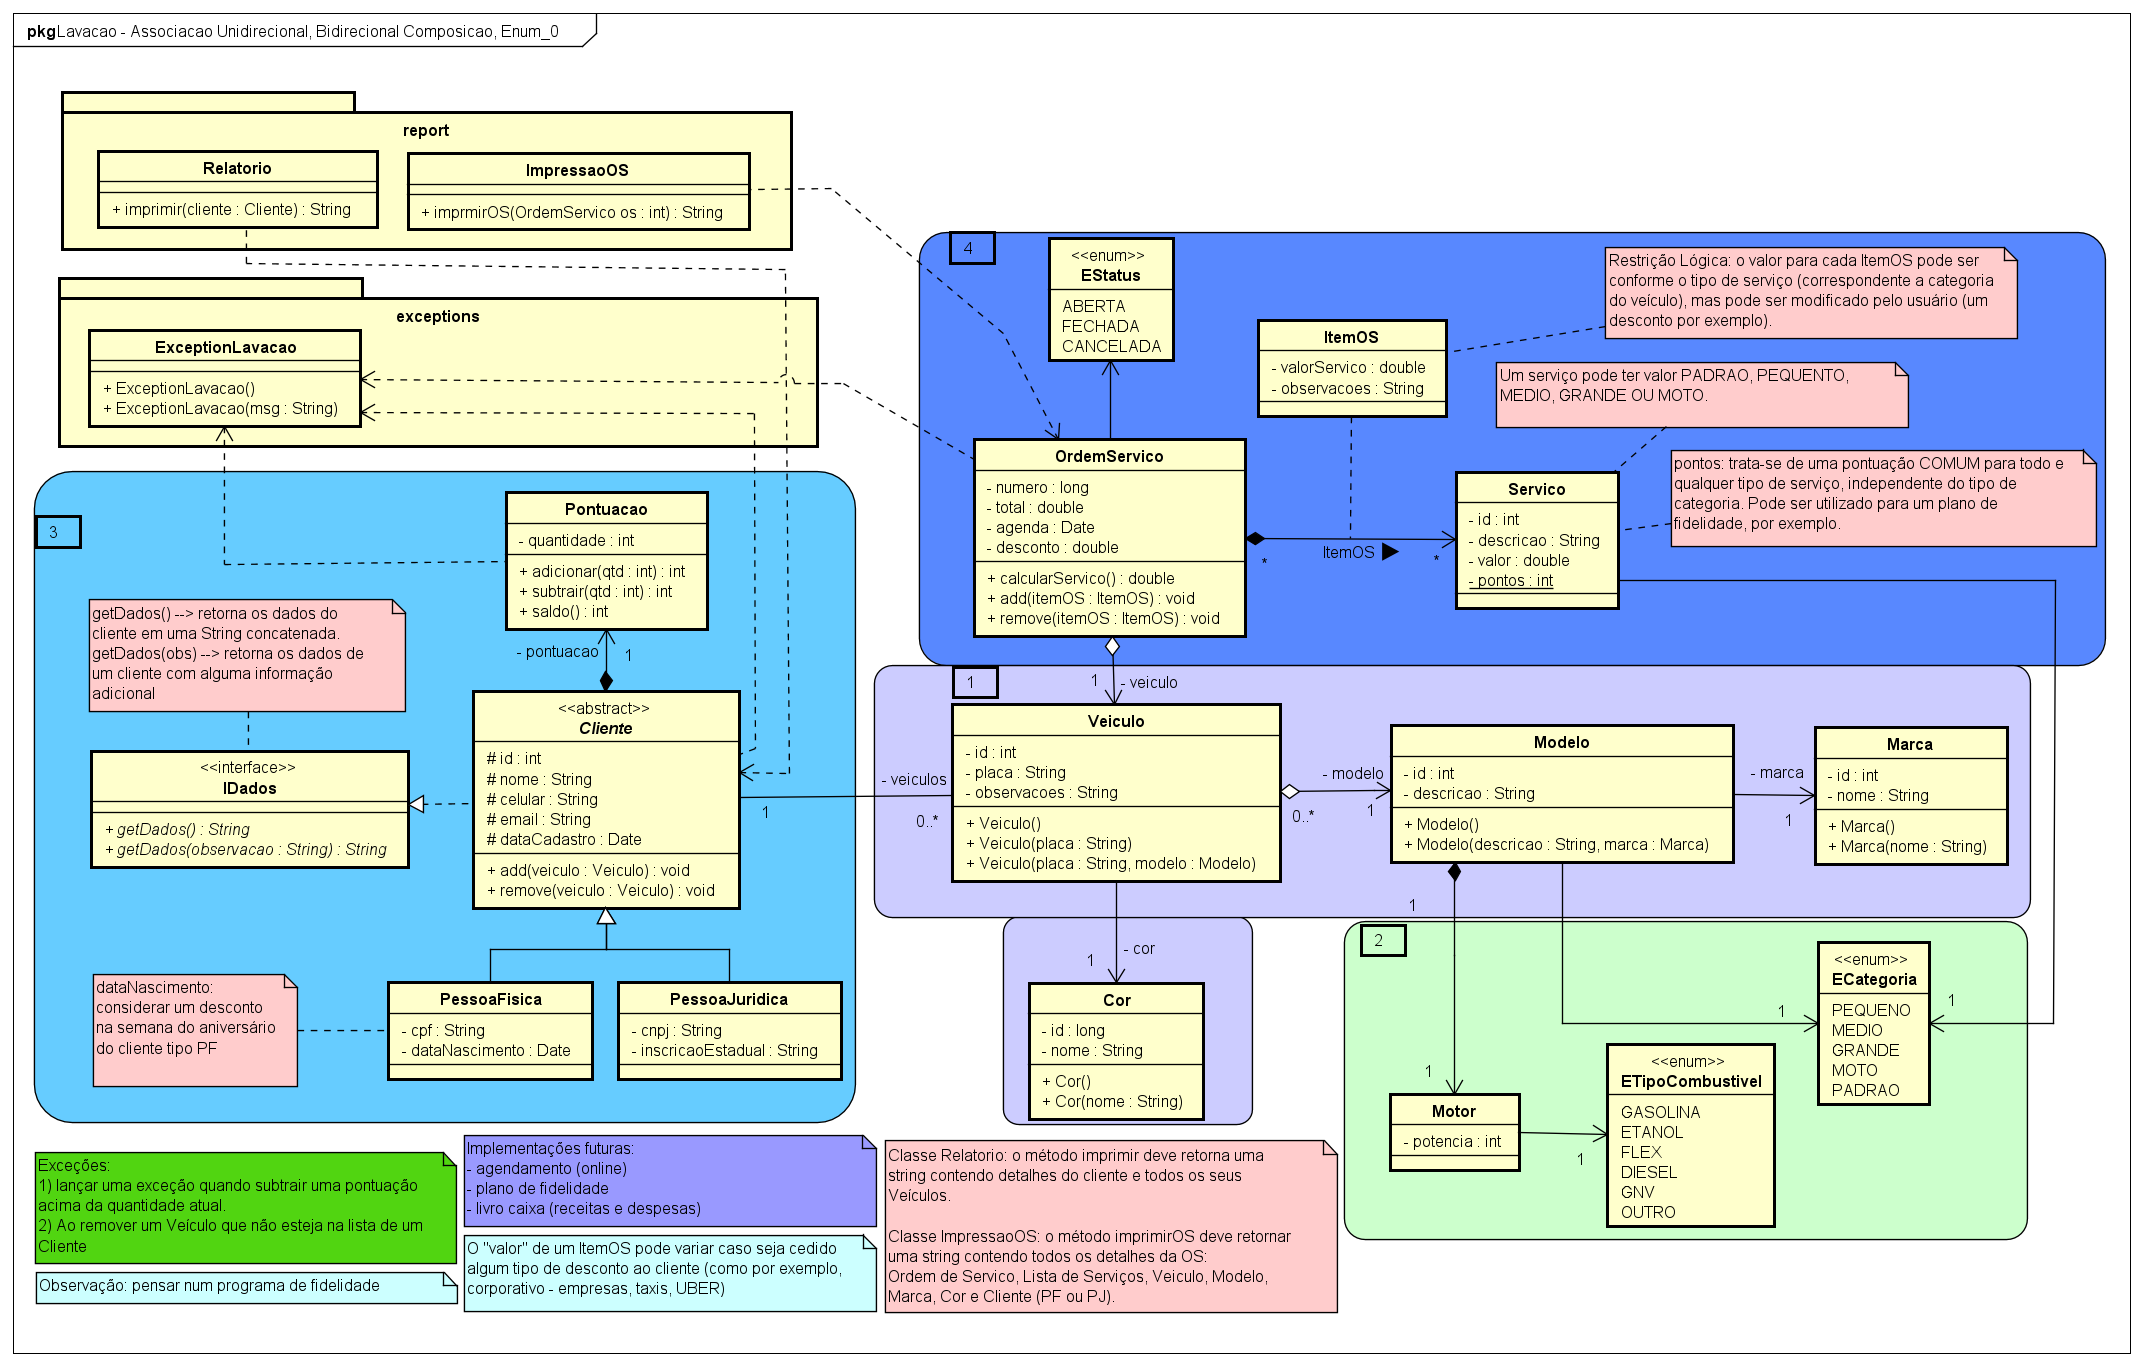 pkg Lavacao - Associacao Unidirecional, Bidirecional Composicao, Enum_0
report
Relatorio
+ imprimir(cliente : Cliente) : String
ImpressaoOS
+ imprmirOS(OrdemServico os : int) : String
exceptions
ExceptionLavacao
+ ExceptionLavacao()
+ ExceptionLavacao(msg : String)
4
<<enum>>
EStatus
ABERTA
FECHADA
CANCELADA
ItemOS
- valorServico : double
- observacoes : String
Restrição Lógica: o valor para cada ItemOS pode ser
conforme o tipo de serviço (correspondente a categoria
do veículo), mas pode ser modificado pelo usuário (um
desconto por exemplo).
Um serviço pode ter valor PADRAO, PEQUENTO,
MEDIO, GRANDE OU MOTO.
pontos: trata-se de uma pontuação COMUM para todo e
qualquer tipo de serviço, independente do tipo de
categoria. Pode ser utilizado para um plano de
fidelidade, por exemplo.
OrdemServico
- numero : long
- total : double
- agenda : Date
- desconto : double
+ calcularServico() : double
+ add(itemOS : ItemOS) : void
+ remove(itemOS : ItemOS) : void
ItemOS
*
*
Servico
- id : int
- descricao : String
- valor : double
- pontos : int
3
Pontuacao
- quantidade : int
+ adicionar(qtd : int) : int
+ subtrair(qtd : int) : int
+ saldo() : int
- pontuacao
1
getDados() --> retorna os dados do
cliente em uma String concatenada.
getDados(obs) --> retorna os dados de
um cliente com alguma informação
adicional
<<interface>>
IDados
+ getDados() : String
+ getDados(observacao : String) : String
<<abstract>>
Cliente
# id : int
# nome : String
# celular : String
# email : String
# dataCadastro : Date
+ add(veiculo : Veiculo) : void
+ remove(veiculo : Veiculo) : void
1
- veiculos
0..*
dataNascimento:
considerar um desconto
na semana do aniversário
do cliente tipo PF
PessoaFisica
- cpf : String
- dataNascimento : Date
PessoaJuridica
- cnpj : String
- inscricaoEstadual : String
1
1
- veiculo
Veiculo
- id : int
- placa : String
- observacoes : String
+ Veiculo()
+ Veiculo(placa : String)
+ Veiculo(placa : String, modelo : Modelo)
- modelo
0..*
1
Modelo
- id : int
- descricao : String
+ Modelo()
+ Modelo(descricao : String, marca : Marca)
- marca
1
Marca
- id : int
- nome : String
+ Marca()
+ Marca(nome : String)
- cor
1
Cor
- id : long
- nome : String
+ Cor()
+ Cor(nome : String)
2
1
1
Motor
- potencia : int
1
<<enum>>
ETipoCombustivel
GASOLINA
ETANOL
FLEX
DIESEL
GNV
OUTRO
1
1
<<enum>>
ECategoria
PEQUENO
MEDIO
GRANDE
MOTO
PADRAO
Exceções:
1) lançar uma exceção quando subtrair uma pontuação
acima da quantidade atual.
2) Ao remover um Veículo que não esteja na lista de um
Cliente
Observação: pensar num programa de fidelidade
Implementações futuras:
- agendamento (online)
- plano de fidelidade
- livro caixa (receitas e despesas)
O "valor" de um ItemOS pode variar caso seja cedido
algum tipo de desconto ao cliente (como por exemplo,
corporativo - empresas, taxis, UBER)
Classe Relatorio: o método imprimir deve retorna uma
string contendo detalhes do cliente e todos os seus
Veículos.
Classe ImpressaoOS: o método imprimirOS deve retornar
uma string contendo todos os detalhes da OS:
Ordem de Servico, Lista de Serviços, Veiculo, Modelo,
Marca, Cor e Cliente (PF ou PJ).